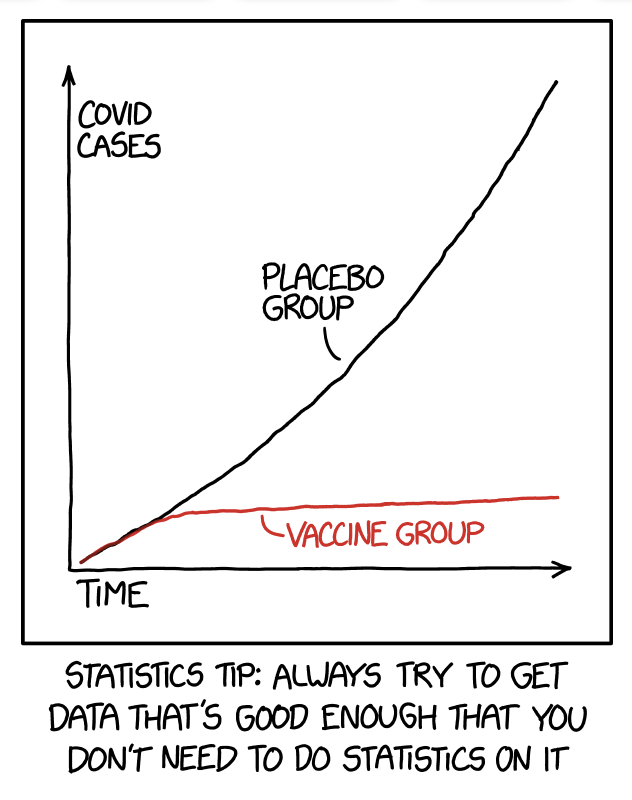 COVID
CASES
PLACEBO
GROUP
VACCINE GROUP
TIME
STATISTICS TIP: ALWAYS TRY TO GET
DATA THAT'S GOOD ENOUGH THAT YOU
DON'T NEED TO DO STATISTICS ON IT